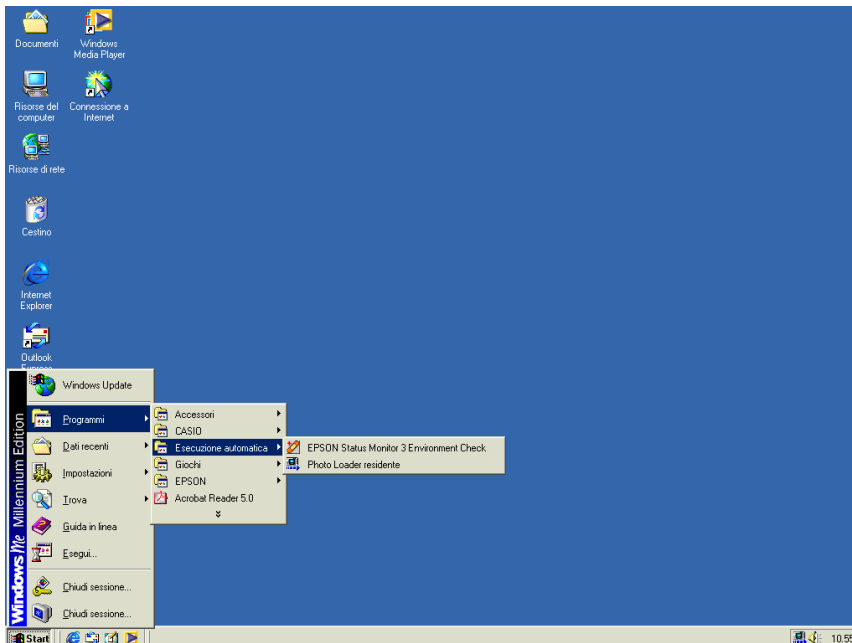 Documenti
Windows
Media Player
Risorse del
computer
Connessione a
Internet
Risorse di rete
Cestino
Internet
Explorer
Outlook
Express
Windows Update
Programmi
Dati recenti
Impostazioni
Trova
Guida in linea
Esegui...
Chiudi sessione...
Chiudi sessione...
Windows Me Millennium Edition
Accessori
CASIO
Esecuzione automatica
Giochi
EPSON
Acrobat Reader 5.0
EPSON Status Monitor 3 Environment Check
Photo Loader residente
Start
10.55